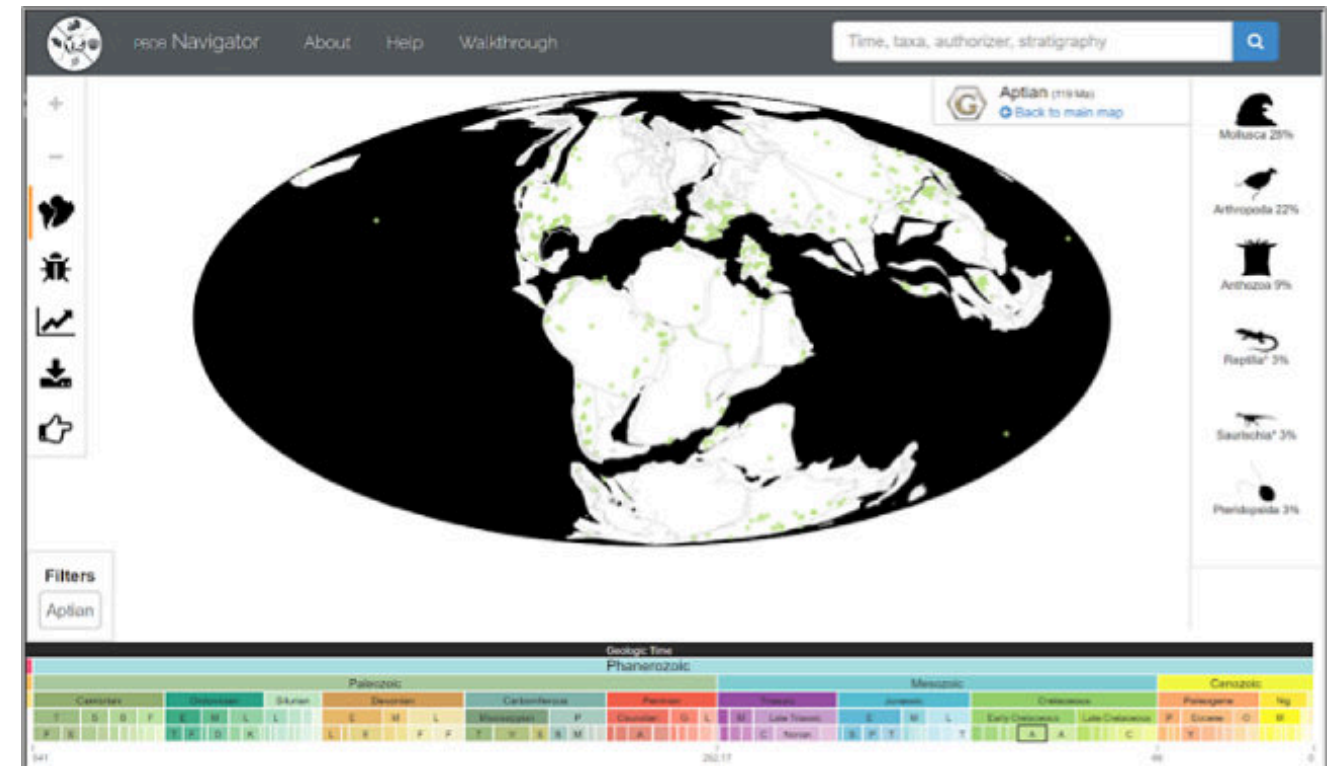 PBDB Navigator About Help Walkthrough
Time, taxa, authorizer, stratigraphy
Aptian (119 Ma)
Back to main map
Mollusca 28%
Arthropoda 22%
Anthozoa 9%
Reptilia* 3%
Saurischia* 3%
Pteridopsida 3%
Filters
Aptian
Geologic Time
Phanerozoic
Paleozoic Mesozoic Cenozoic
Cambrian Ordovician Silurian Devonian Carboniferous Permian Triassic Jurassic Cretaceous Paleogene Ng
E M L L E M L Mississippian P Cisuralian G L M Late Triassic E M L Early Cretaceous Late Cretaceous P Eocene O M
C Norian A A C Y
541 252.17 66 0